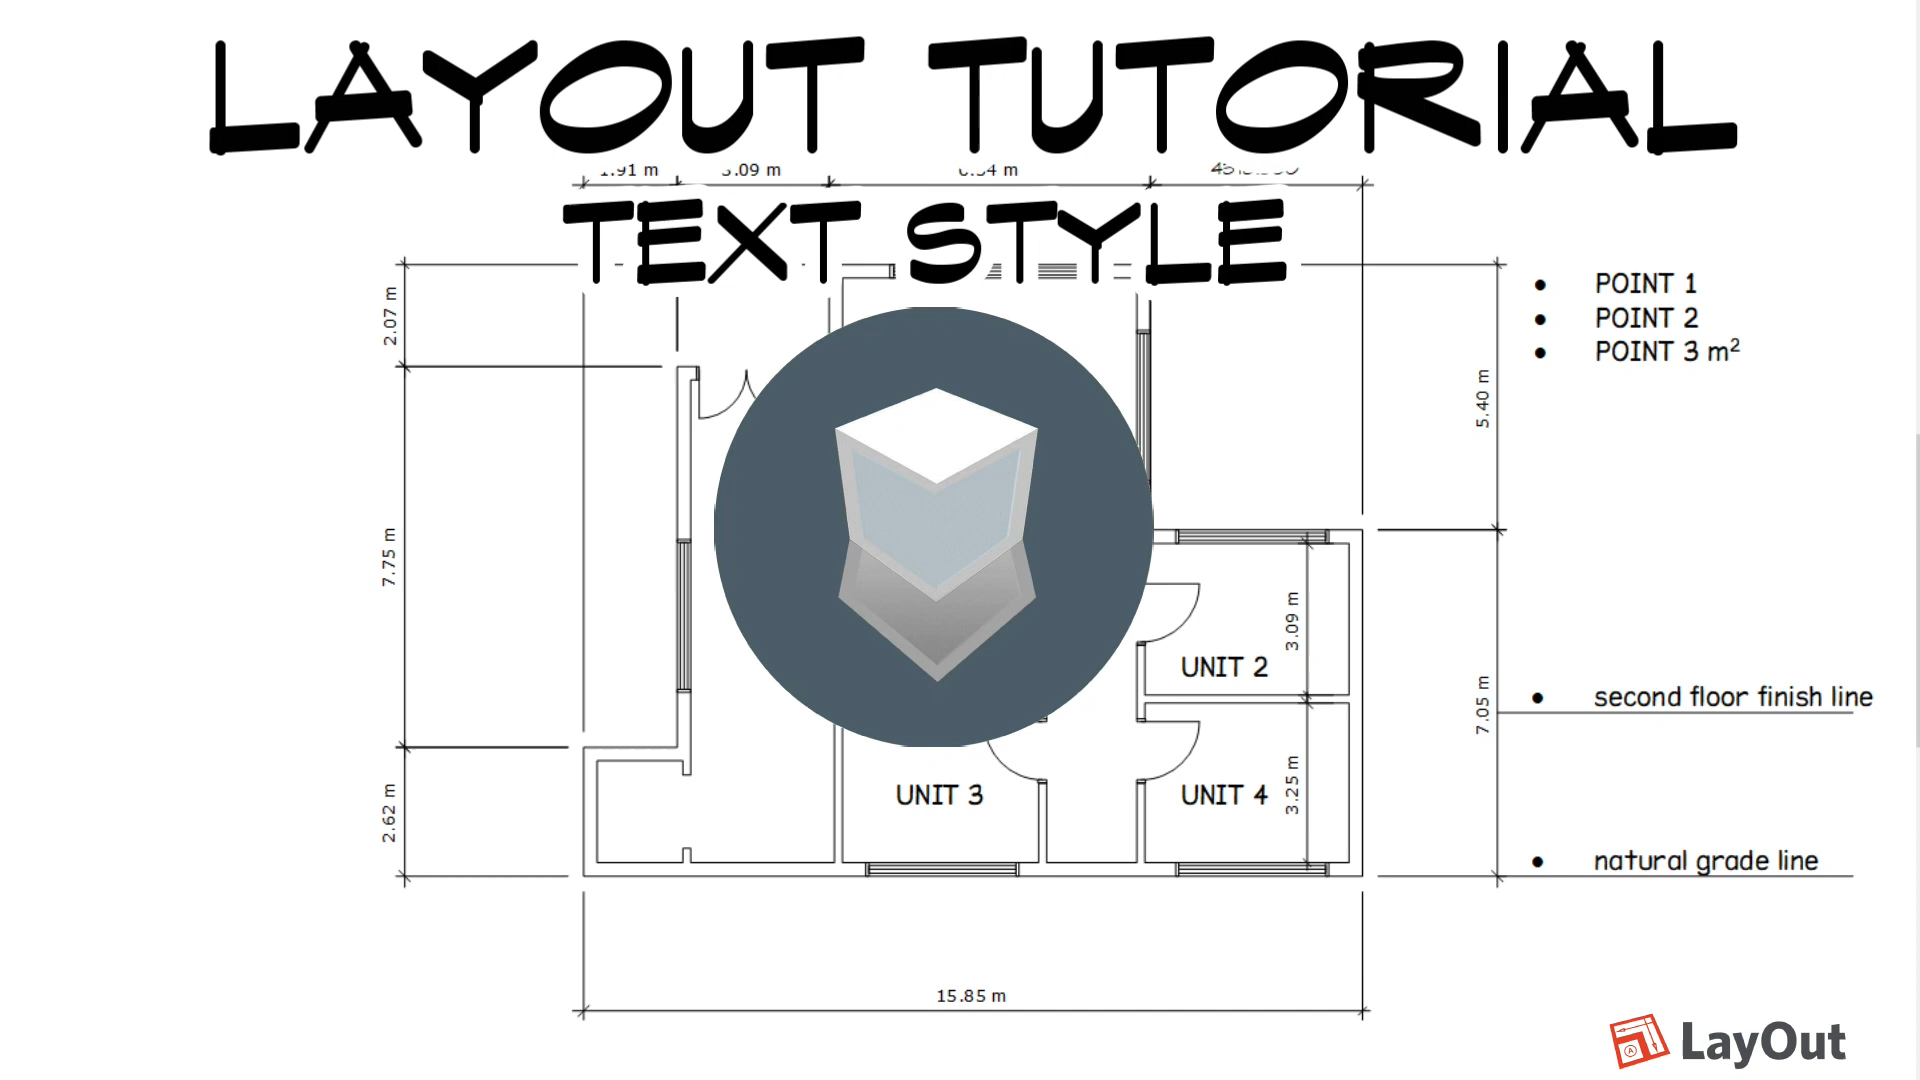 LAYOUT TUTORIAL
3.09 m
TEXT STYLE
2.07 m
POINT 1
POINT 2
POINT 3 m²
5.40 m
7.75 m
3.09 m
UNIT 2
7.05 m
second floor finish line
2.62 m
UNIT 3
UNIT 4
3.25 m
natural grade line
15.85 m
LayOut